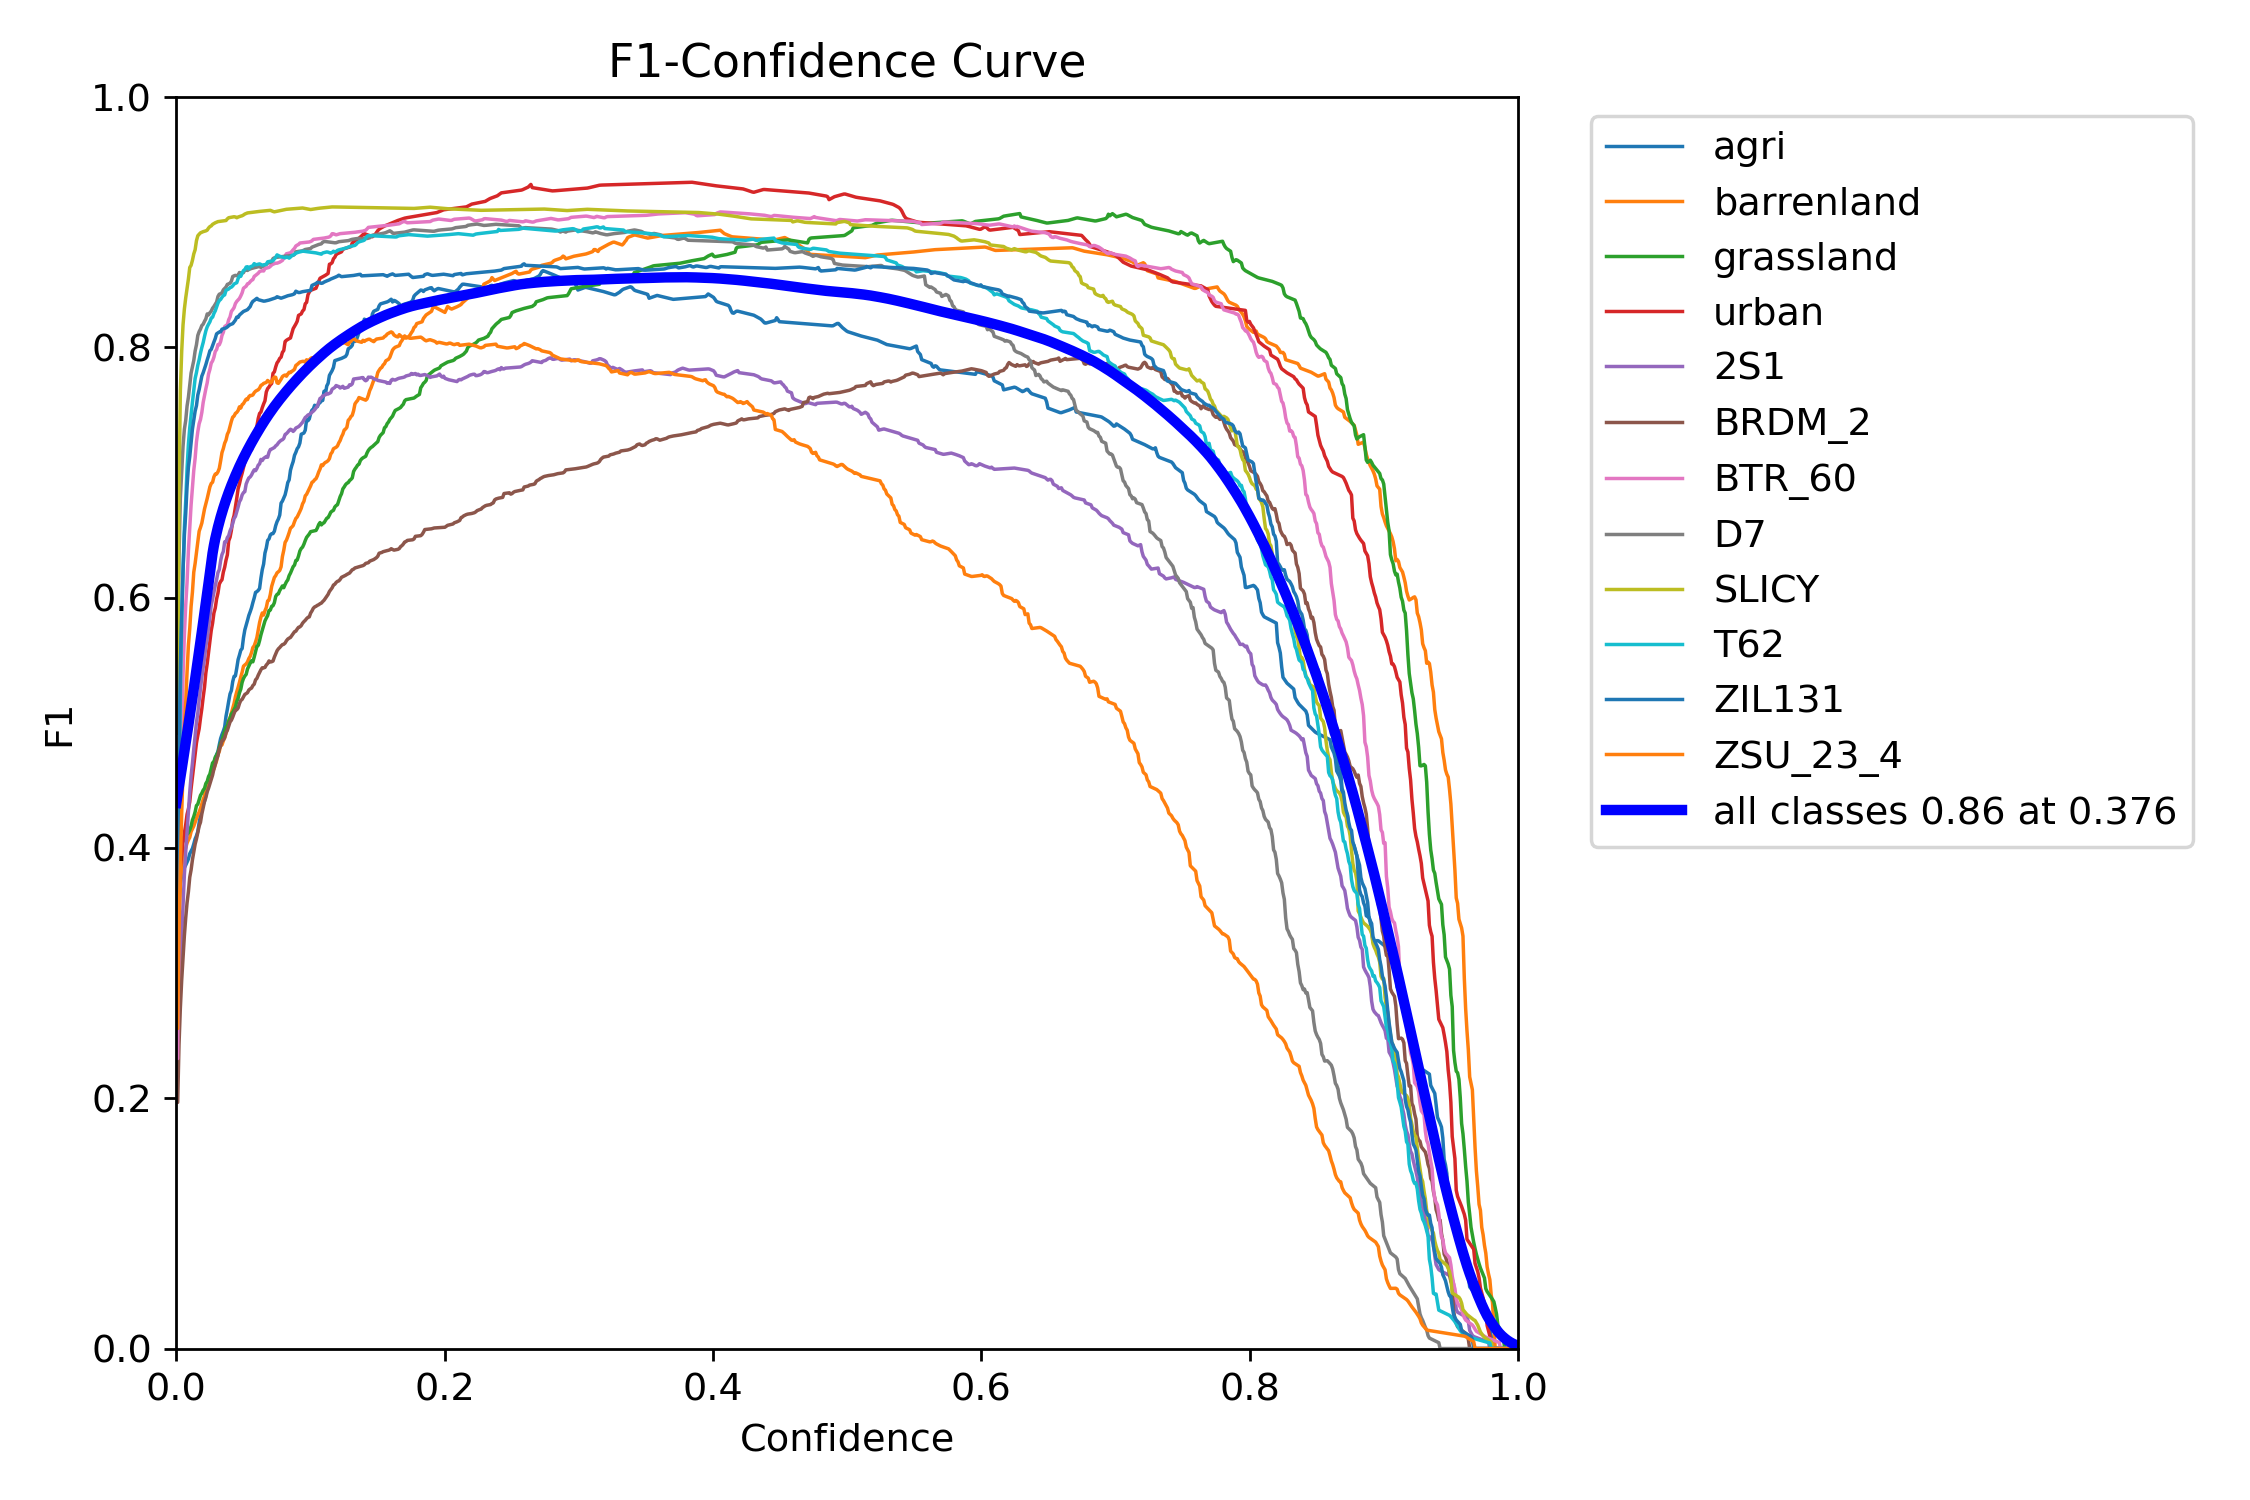 F1-Confidence Curve
1.0
0.8
0.6
0.4
0.2
0.0
F1
0.0 0.2 0.4 0.6 0.8 1.0
Confidence
agri
barrenland
grassland
urban
2S1
BRDM_2
BTR_60
D7
SLICY
T62
ZIL131
ZSU_23_4
all classes 0.86 at 0.376